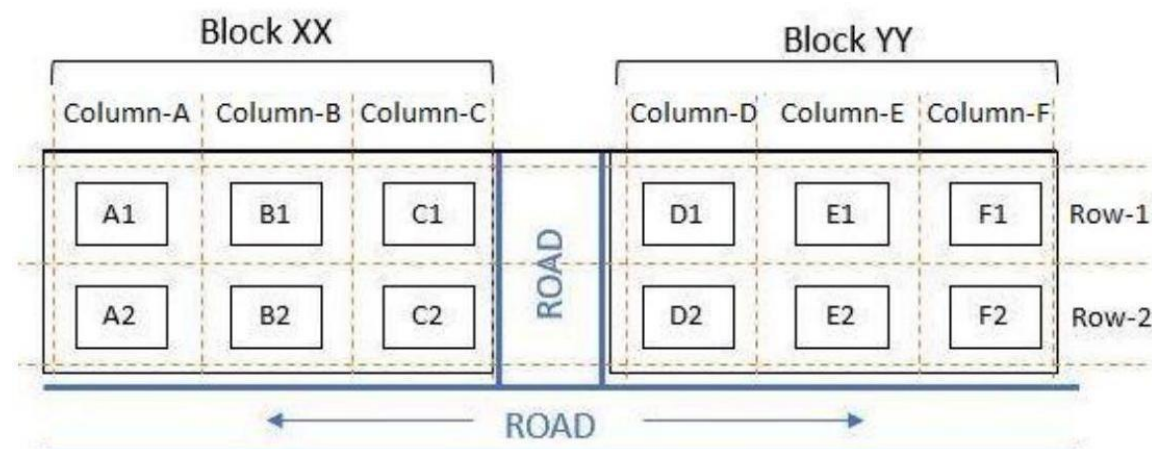 Block XX Block YY
Column-A Column-B Column-C Column-D Column-E Column-F
A1 B1 C1 D1 E1 F1 Row-1
ROAD
A2 B2 C2 D2 E2 F2 Row-2
ROAD